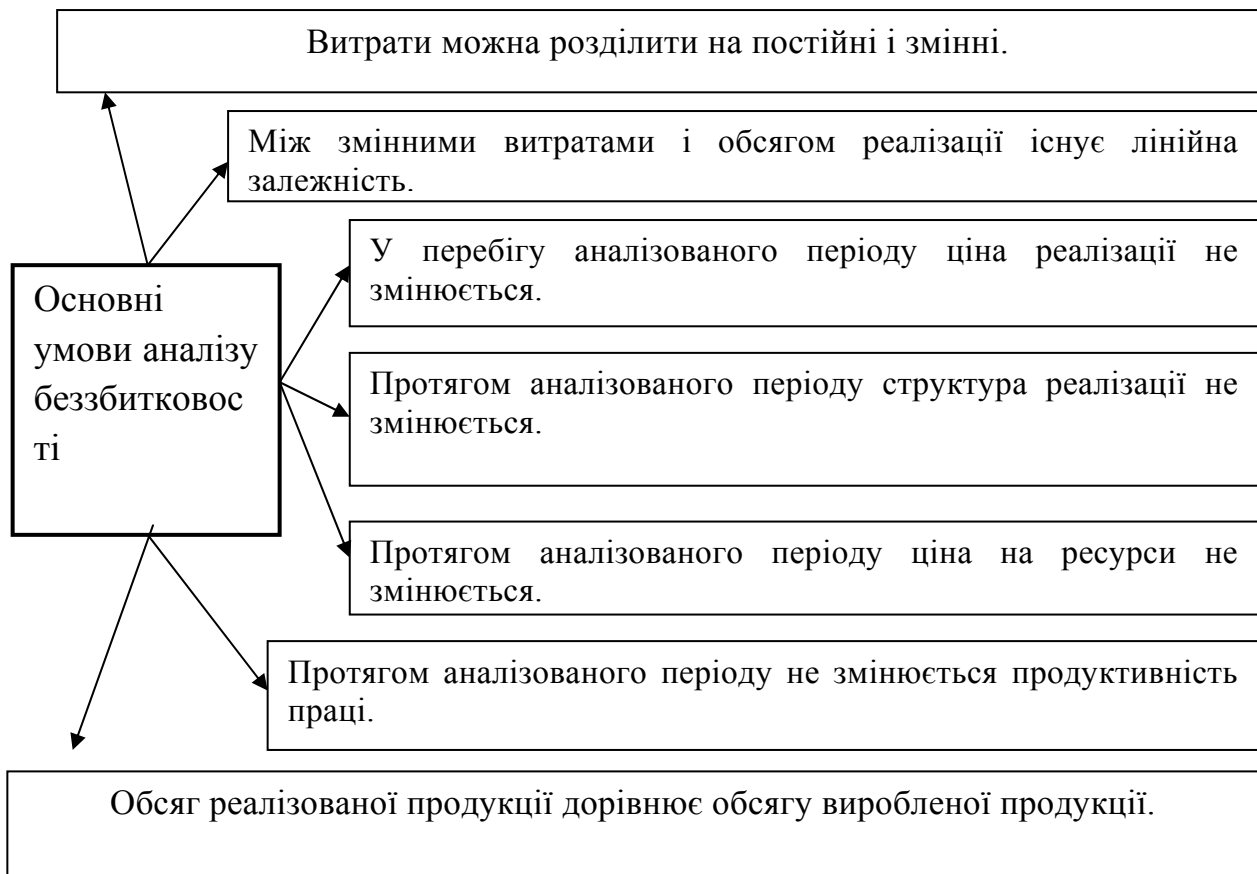 Витрати можна розділити на постійні і змінні.
Між змінними витратами і обсягом реалізації існує лінійна
залежність.
У перебігу аналізованого періоду ціна реалізації не
змінюється.
Основні
умови аналізу
беззбитковос
ті
Протягом аналізованого періоду структура реалізації не
змінюється.
Протягом аналізованого періоду ціна на ресурси не
змінюється.
Протягом аналізованого періоду не змінюється продуктивність
праці.
Обсяг реалізованої продукції дорівнює обсягу виробленої продукції.